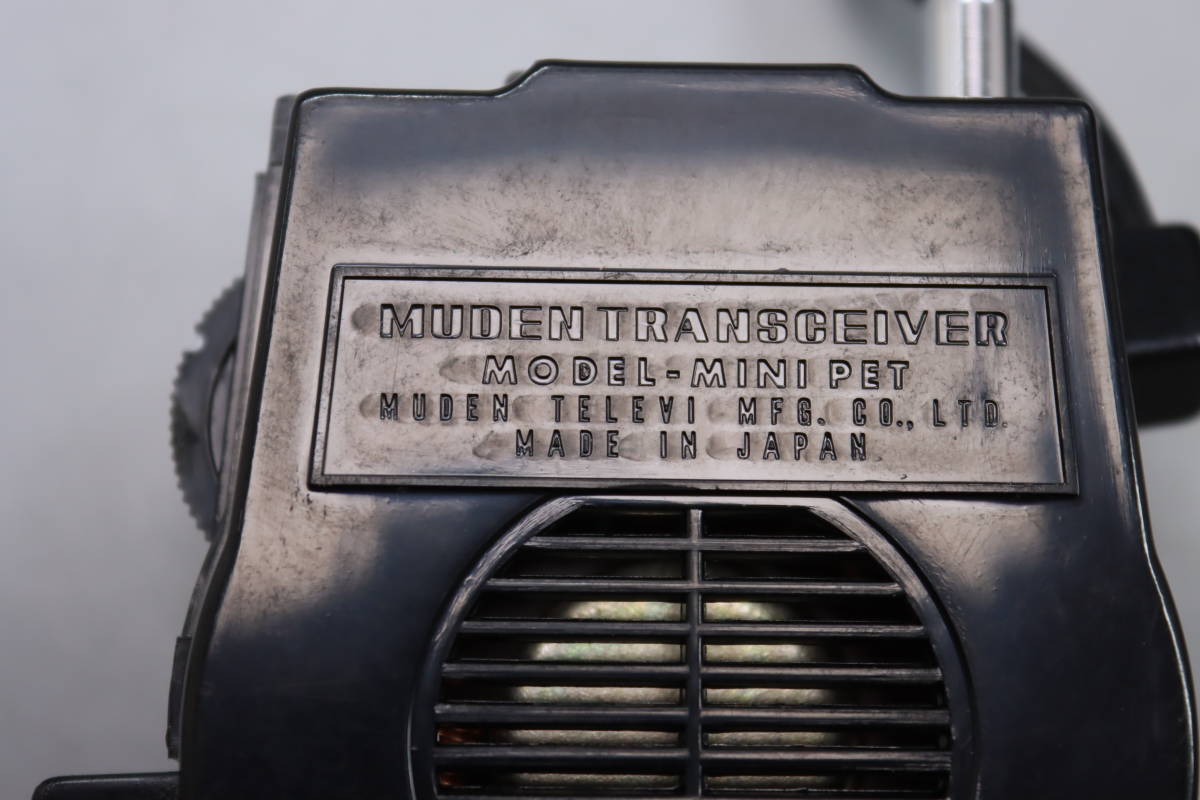 MUDEN TRANSCEIVER
MODEL-MINI PET
MUDEN TELEVI MFG. CO., LTD.
MADE IN JAPAN